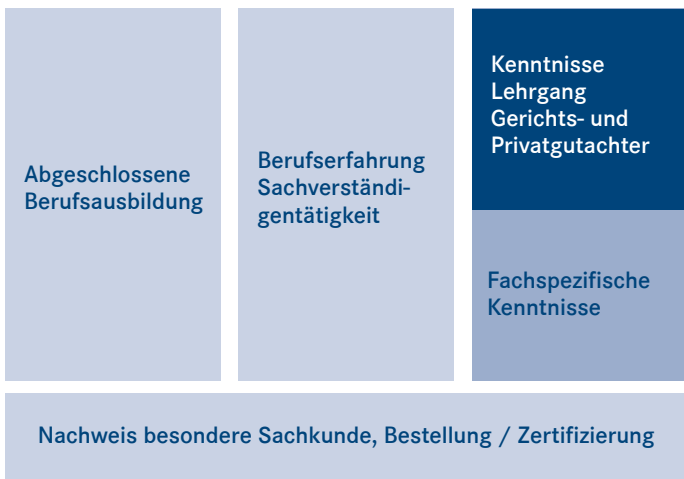 Abgeschlossene
Berufsausbildung
Berufserfahrung
Sachverständi-
gentätigkeit
Kenntnisse
Lehrgang
Gerichts- und
Privatgutachter
Fachspezifische
Kenntnisse
Nachweis besondere Sachkunde, Bestellung / Zertifizierung